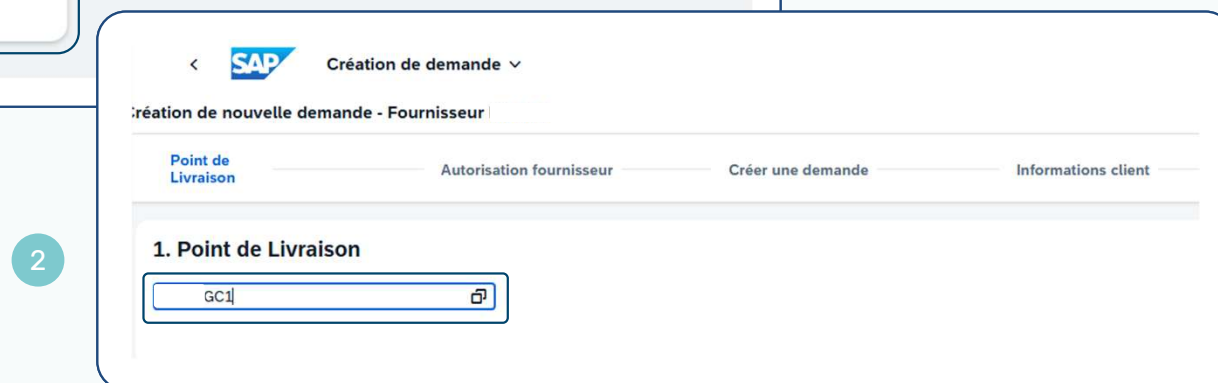 SAP
Création de demande
réation de nouvelle demande - Fournisseur
Point de
Livraison
Autorisation fournisseur
Créer une demande
Informations client
1. Point de Livraison
2
GC1